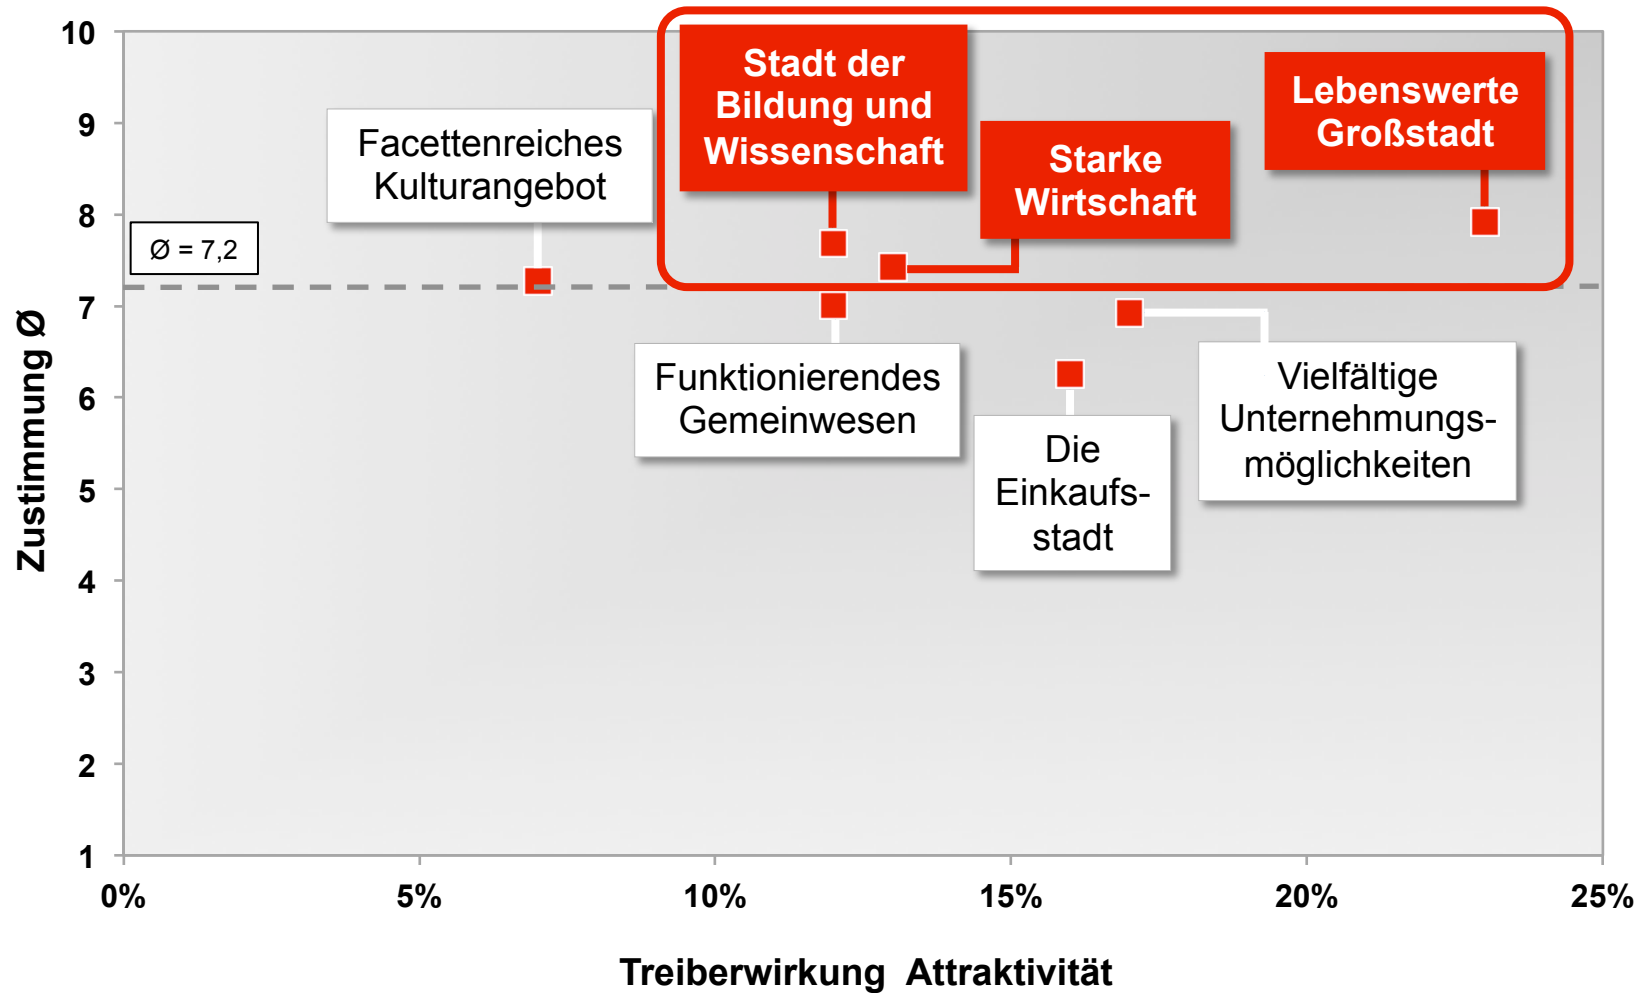 10
9
8
7
6
5
4
3
2
1
Zustimmung Ø
Ø = 7,2
Facettenreiches
Kulturangebot
Stadt der
Bildung und
Wissenschaft
Starke
Wirtschaft
Lebenswerte
Großstadt
Funktionierendes
Gemeinwesen
Die
Einkaufs-
stadt
Vielfältige
Unternehmungs-
möglichkeiten
0% 5% 10% 15% 20% 25%
Treiberwirkung Attraktivität